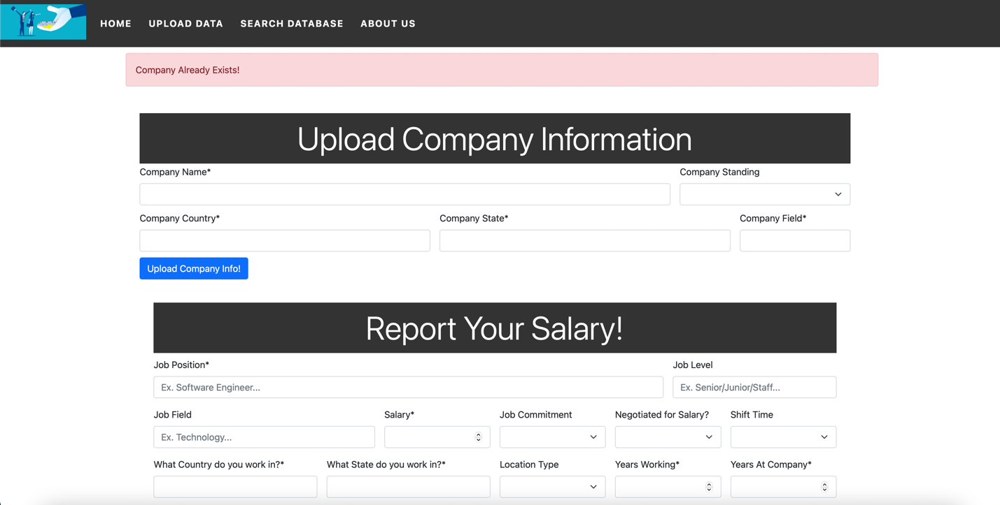 HOME UPLOAD DATA SEARCH DATABASE ABOUT US
Company Already Exists!
Upload Company Information
Company Name* Company Standing
Company Country* Company State* Company Field*
Upload Company Info!
Report Your Salary!
Job Position* Job Level
Ex. Software Engineer... Ex. Senior/Junior/Staff...
Job Field Salary* Job Commitment Negotiated for Salary? Shift Time
Ex. Technology...
What Country do you work in?* What State do you work in?* Location Type Years Working* Years At Company*